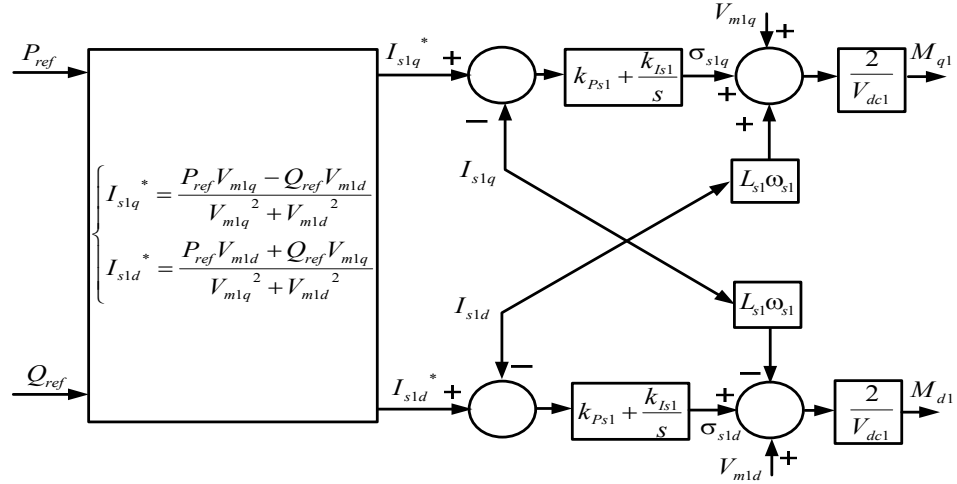 P_ref
Q_ref
I_s1q* = (P_ref V_m1q − Q_ref V_m1d) / (V_m1q² + V_m1d²)
I_s1d* = (P_ref V_m1d + Q_ref V_m1q) / (V_m1q² + V_m1d²)
I_s1q*
+
−
k_Ps1 + k_Is1/s
σ_s1q
+
V_m1q
+
+
2/V_dc1
M_q1
I_s1q
L_s1ω_s1
I_s1d
L_s1ω_s1
I_s1d*
+
−
k_Ps1 + k_Is1/s
σ_s1d
+
−
V_m1d
+
2/V_dc1
M_d1